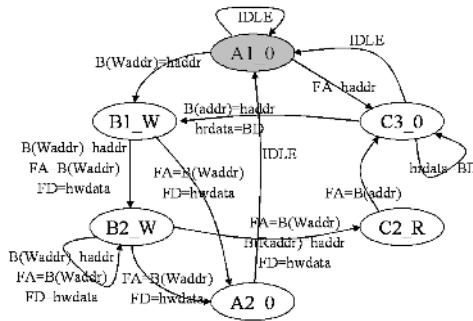 IDLE
A1_0
IDLE
B(Waddr)=haddr
FA haddr
B(addr)=haddr
hrdata=BD
B1_W
C3_0
B(Waddr) haddr
FA B(Waddr)
FD=hwdata
FA=B(Waddr)
FD=hwdata
IDLE
hrdata BD
FA=B(addr)
B2_W
FA=B(Waddr)
B(Raddr) haddr
FD=hwdata
C2_R
B(Waddr) haddr
FA=B(Waddr)
FD hwdata
FA=B(Waddr)
FD=hwdata
A2_0